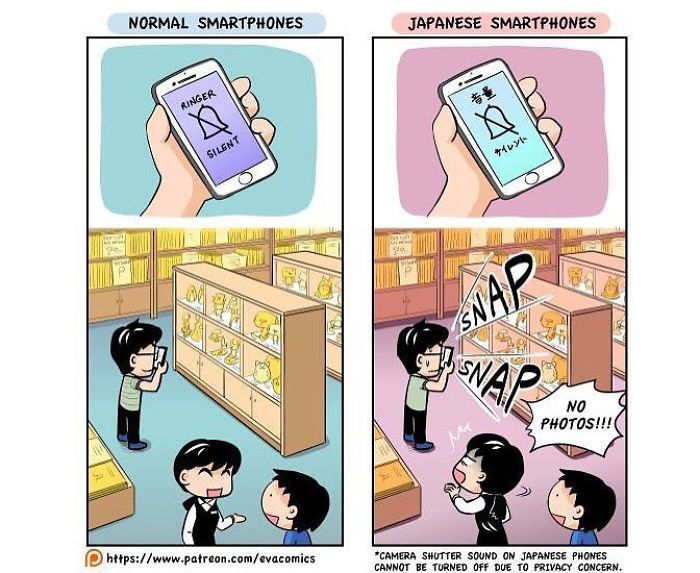 NORMAL SMARTPHONES
JAPANESE SMARTPHONES
RINGER
SILENT
音量
サイレント
SNAP
SNAP
NO
PHOTOS!!!
https://www.patreon.com/evacomics
*CAMERA SHUTTER SOUND ON JAPANESE PHONES
CANNOT BE TURNED OFF DUE TO PRIVACY CONCERN.